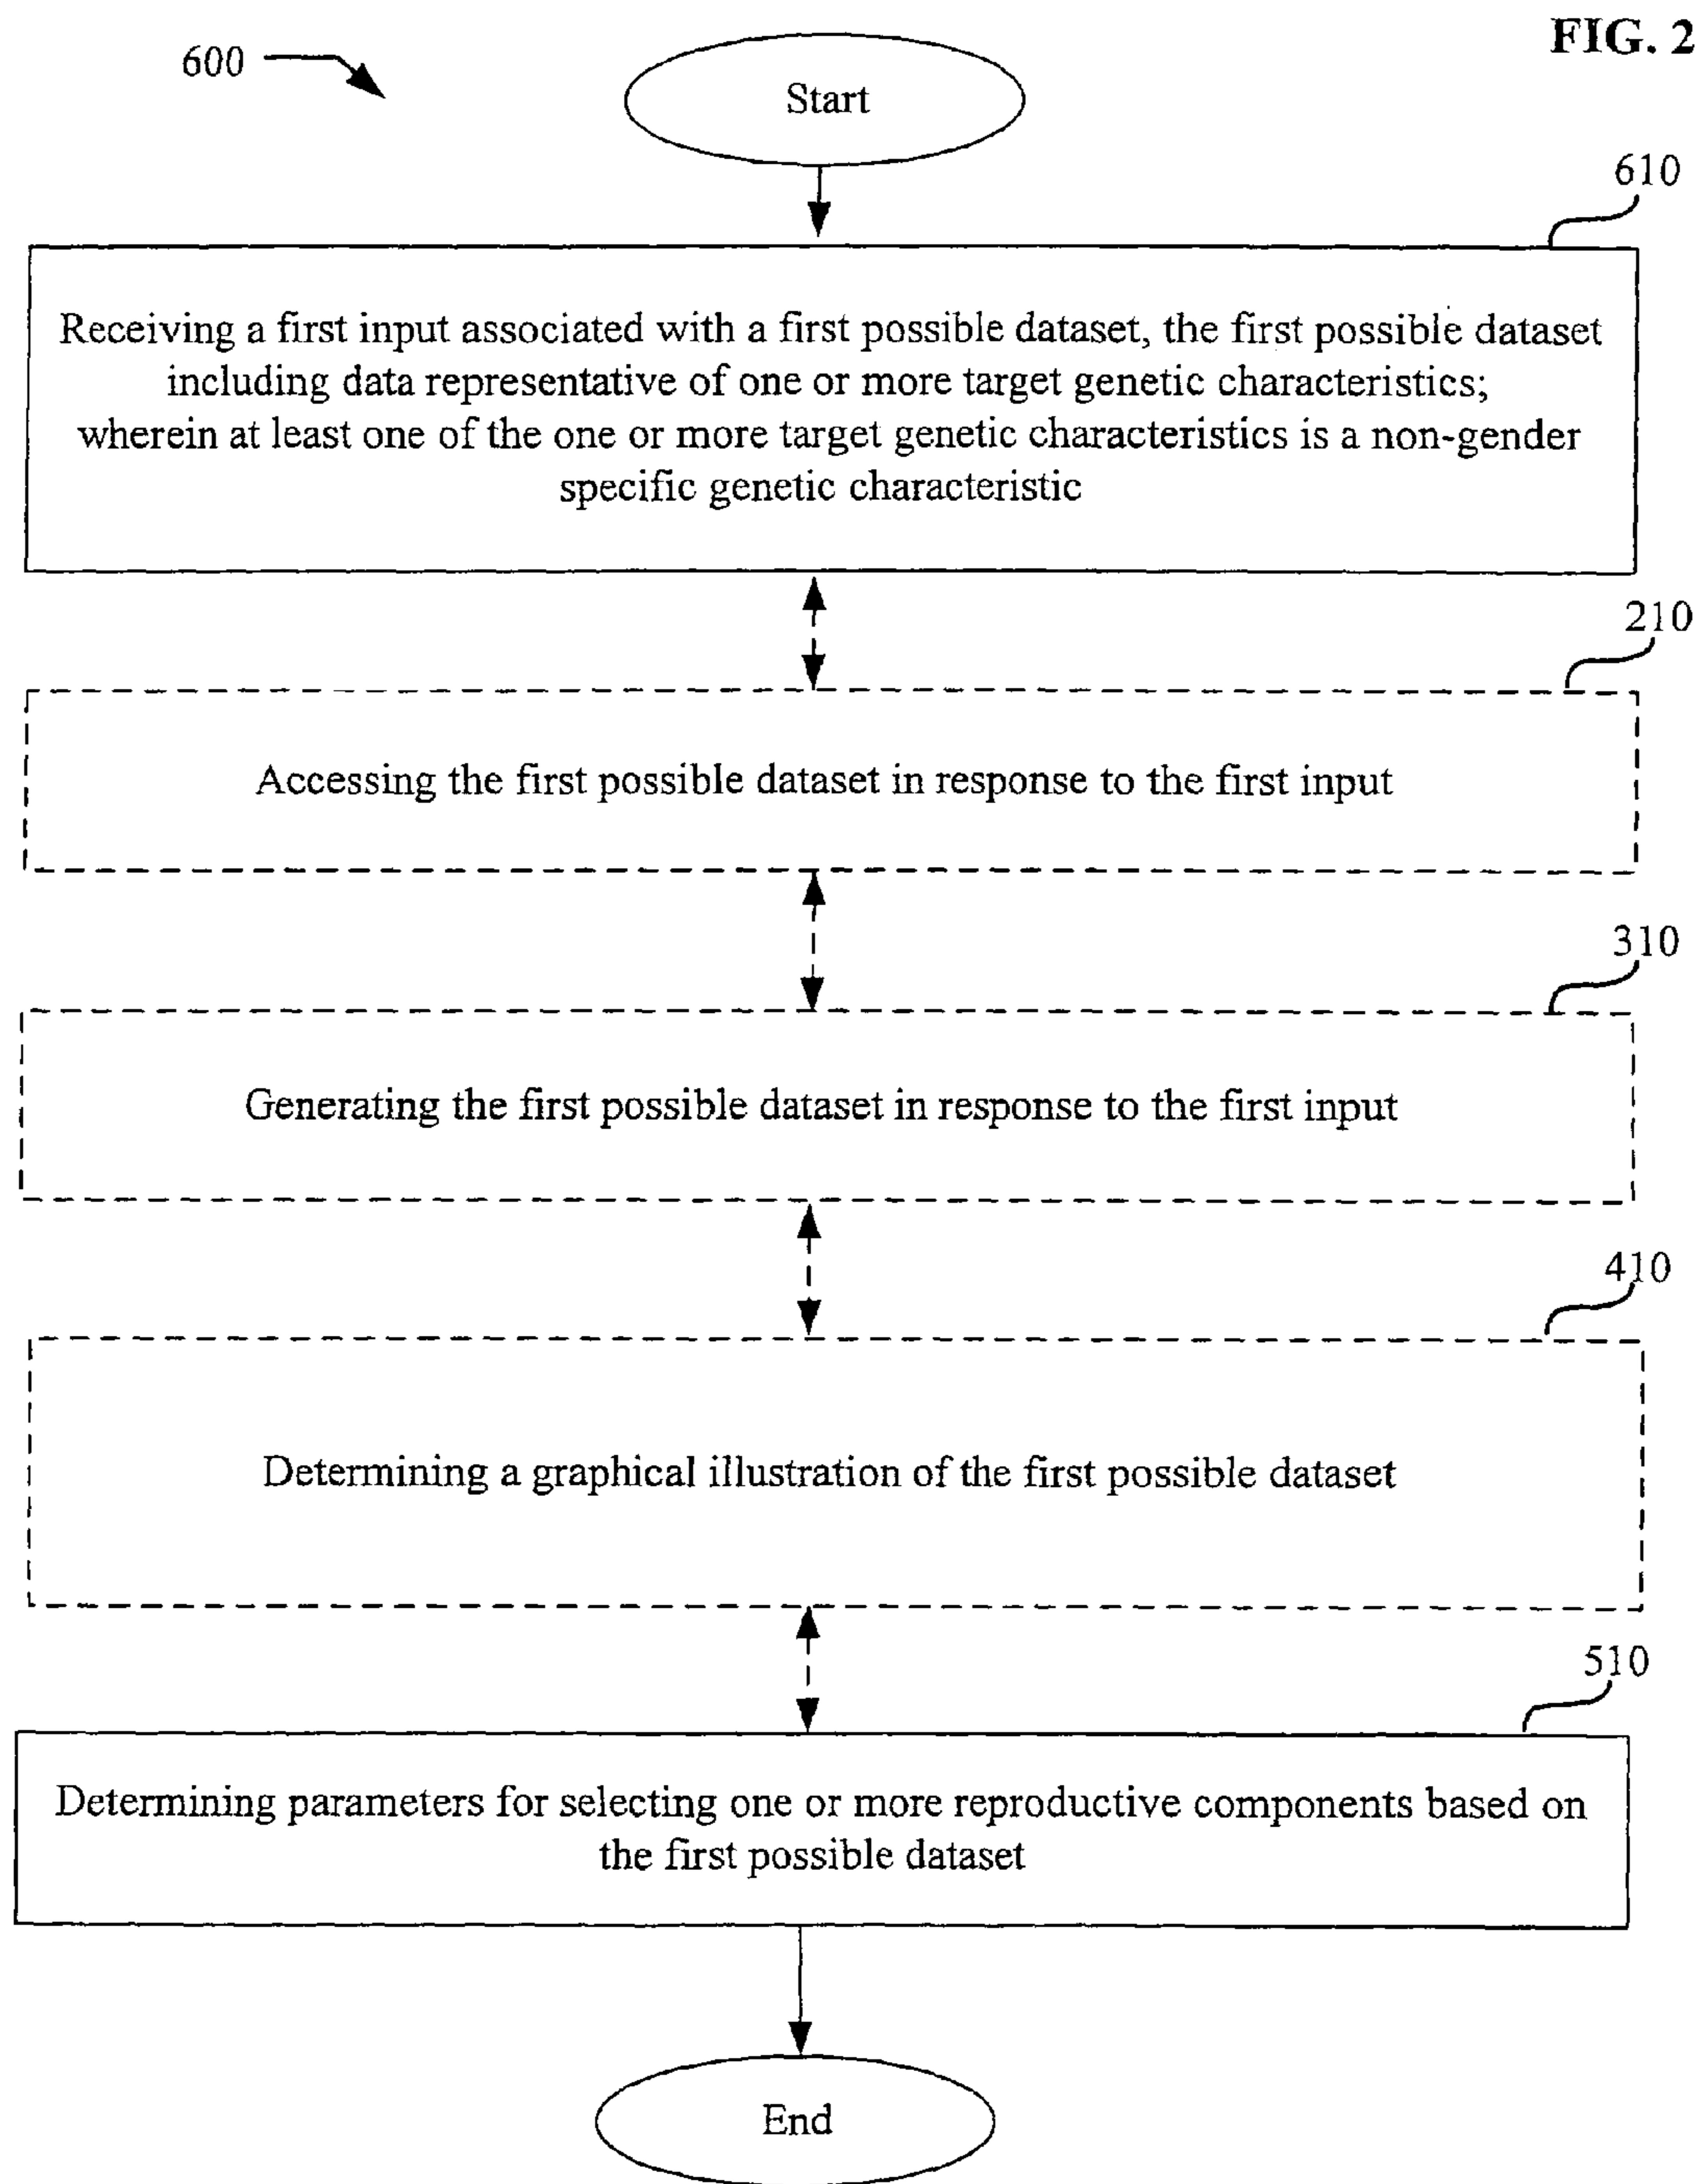 FIG. 2
600
Start
610
Receiving a first input associated with a first possible dataset, the first possible dataset
including data representative of one or more target genetic characteristics;
wherein at least one of the one or more target genetic characteristics is a non-gender
specific genetic characteristic
210
Accessing the first possible dataset in response to the first input
310
Generating the first possible dataset in response to the first input
410
Determining a graphical illustration of the first possible dataset
510
Determining parameters for selecting one or more reproductive components based on
the first possible dataset
End